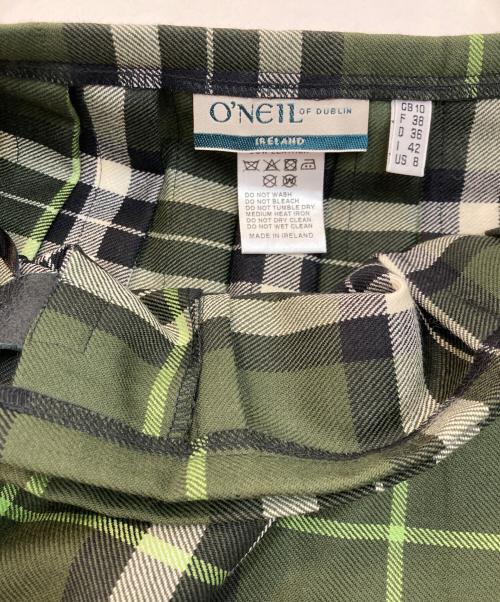 O'NEIL OF DUBLIN
IRELAND
GB 10
F 38
D 36
I 42
US 8
DO NOT WASH
DO NOT BLEACH
DO NOT TUMBLE DRY
MEDIUM HEAT IRON
DO NOT DRY CLEAN
DO NOT WET CLEAN
MADE IN IRELAND